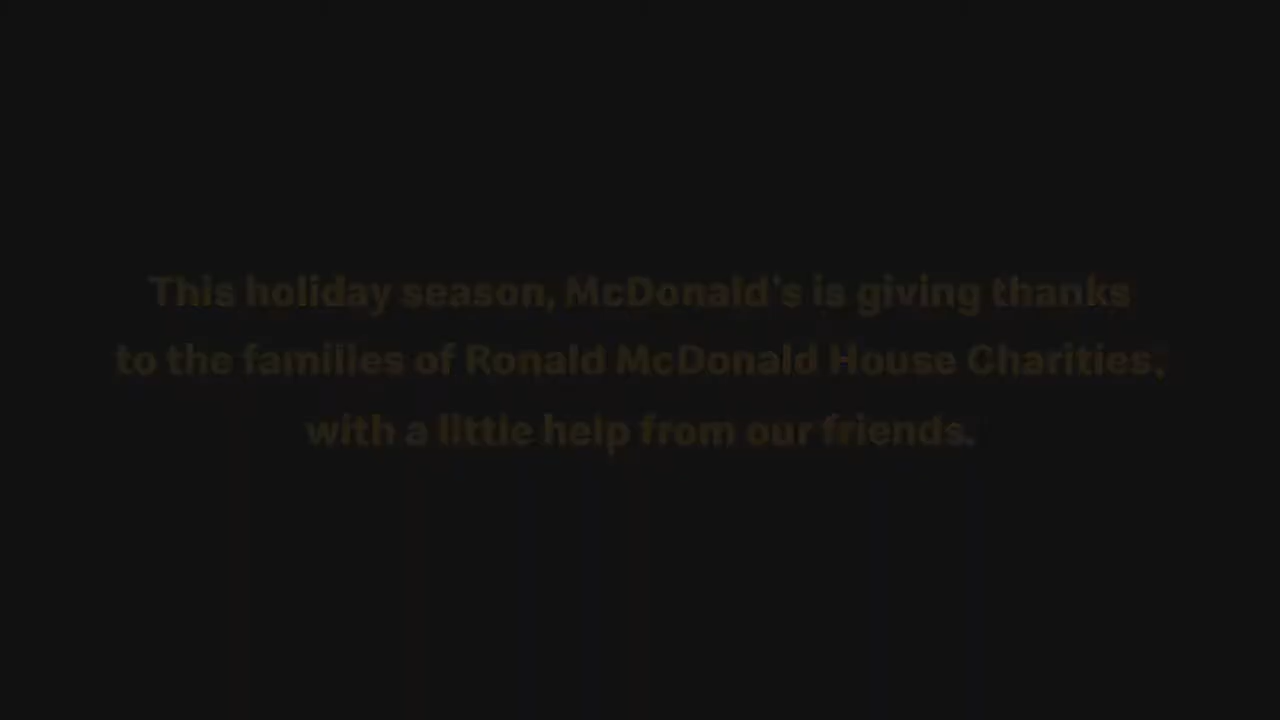 This holiday season, McDonald's is giving thanks
to the families of Ronald McDonald House Charities,
with a little help from our friends.